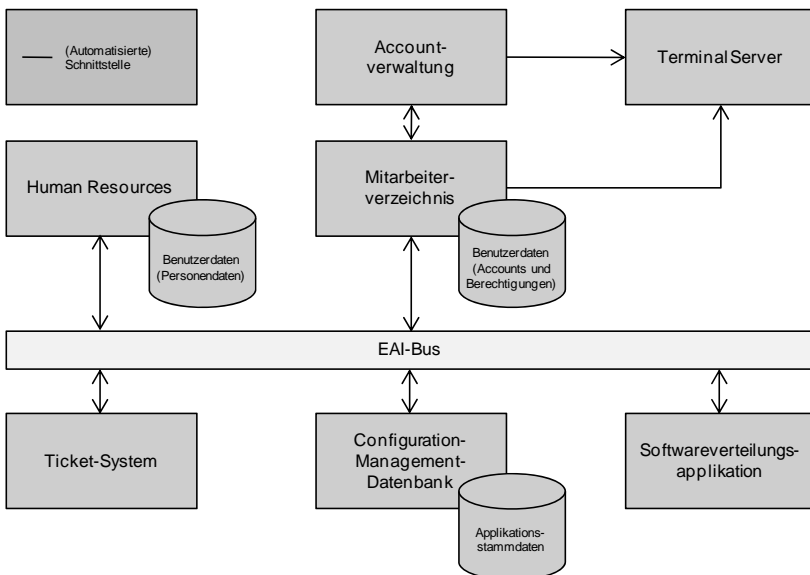 (Automatisierte)
Schnittstelle
Account-
verwaltung
Terminal Server
Human Resources
Mitarbeiter-
verzeichnis
Benutzerdaten
(Personendaten)
Benutzerdaten
(Accounts und
Berechtigungen)
EAI-Bus
Ticket-System
Configuration-
Management-
Datenbank
Softwareverteilungs-
applikation
Applikations-
stammdaten